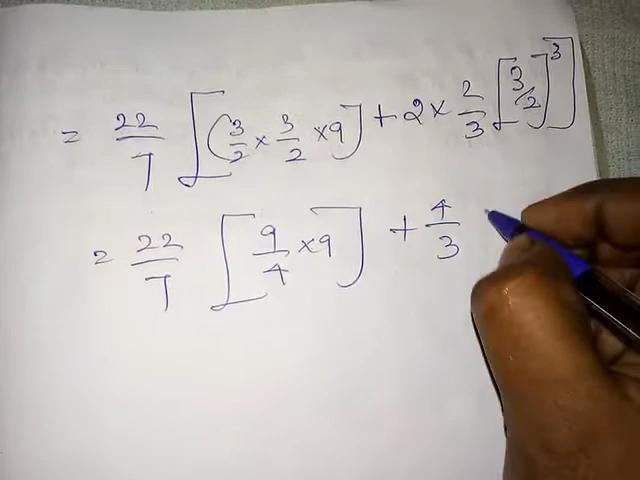 = 22/7 [(3/2 × 3/2 × 9] + 2 × 2/3 [3/2]^3]
= 22/7 [9/4 × 9] + 4/3